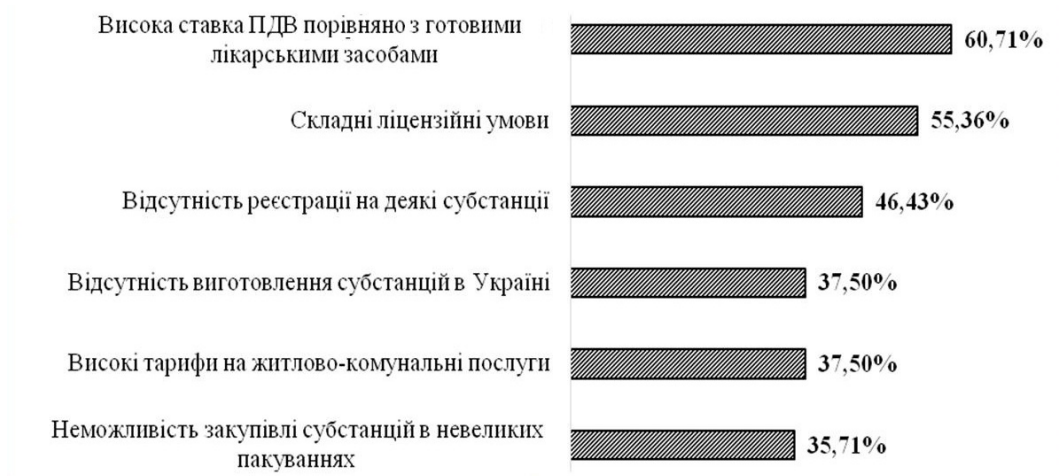 Висока ставка ПДВ порівняно з готовими
лікарськими засобами
60,71%
Складні ліцензійні умови
55,36%
Відсутність реєстрації на деякі субстанції
46,43%
Відсутність виготовлення субстанцій в Україні
37,50%
Високі тарифи на житлово-комунальні послуги
37,50%
Неможливість закупівлі субстанцій в невеликих
пакуваннях
35,71%